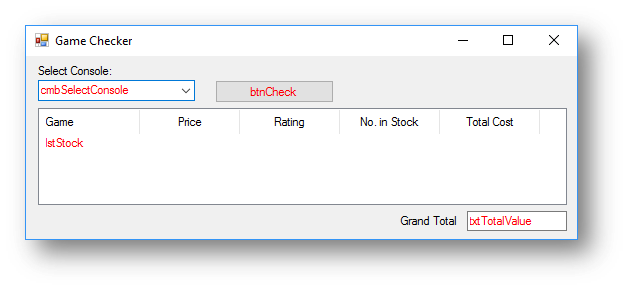 Game Checker
Select Console:
cmbSelectConsole
btnCheck
Game Price Rating No. in Stock Total Cost
lstStock
Grand Total txtTotalValue